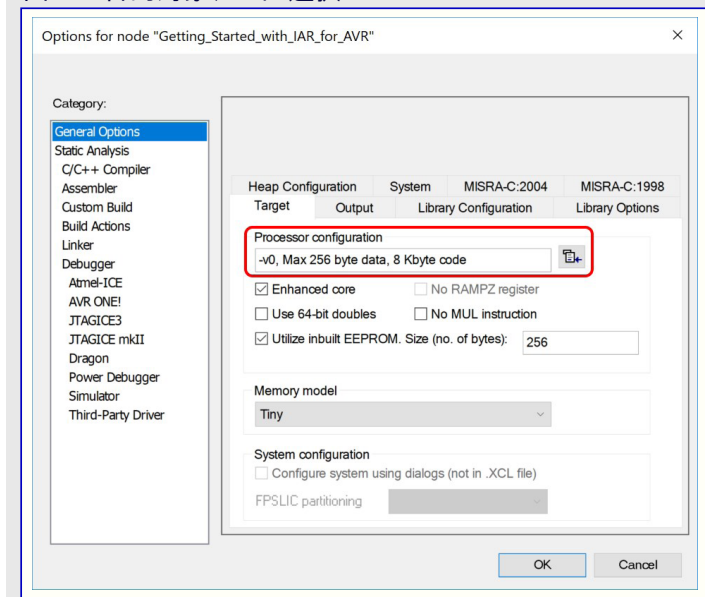 Options for node "Getting_Started_with_IAR_for_AVR"
Category:
General Options
Static Analysis
C/C++ Compiler
Assembler
Custom Build
Build Actions
Linker
Debugger
Atmel-ICE
AVR ONE!
JTAGICE3
JTAGICE mkII
Dragon
Power Debugger
Simulator
Third-Party Driver
Heap Configuration System MISRA-C:2004 MISRA-C:1998
Target Output Library Configuration Library Options
Processor configuration
-v0, Max 256 byte data, 8 Kbyte code
Enhanced core No RAMPZ register
Use 64-bit doubles No MUL instruction
Utilize inbuilt EEPROM. Size (no. of bytes): 256
Memory model
Tiny
System configuration
Configure system using dialogs (not in .XCL file)
FPSLIC partitioning
OK Cancel